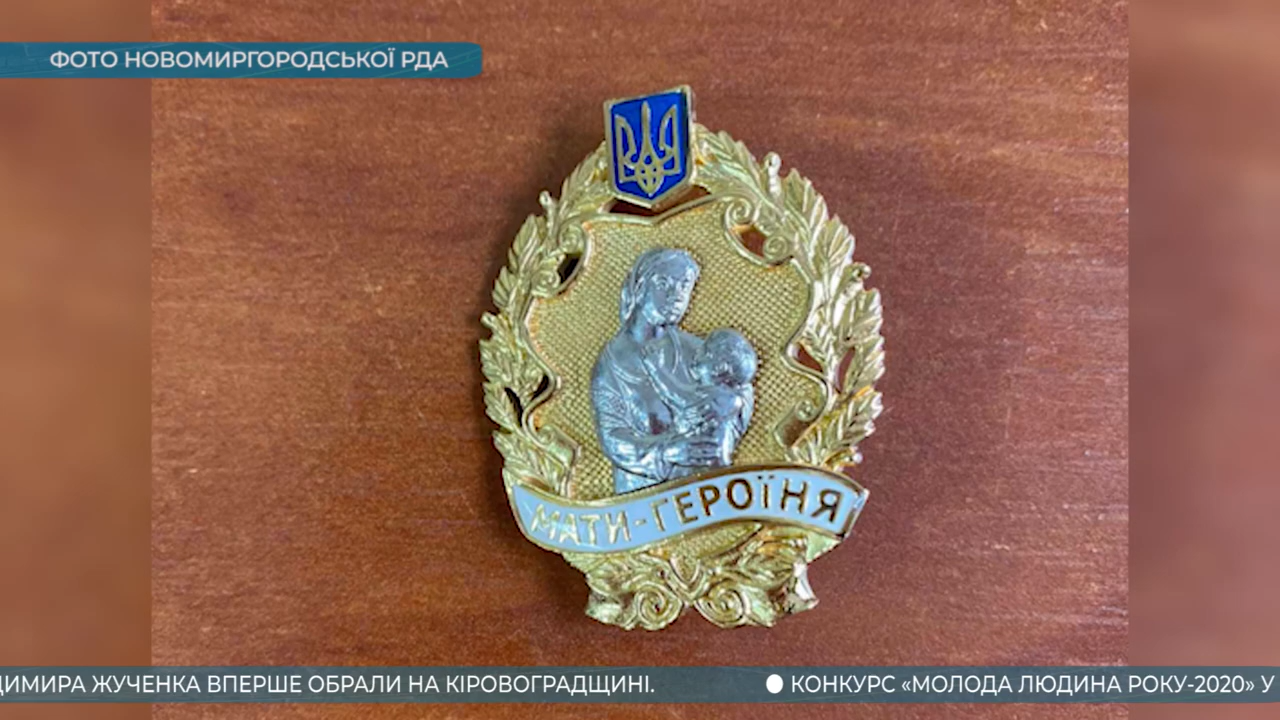 ФОТО НОВОМИРГОРОДСЬКОЇ РДА
МАТИ-ГЕРОЇНЯ
ДИМИРА ЖУЧЕНКА ВПЕРШЕ ОБРАЛИ НА КІРОВОГРАДЩИНІ. ● КОНКУРС «МОЛОДА ЛЮДИНА РОКУ-2020» У